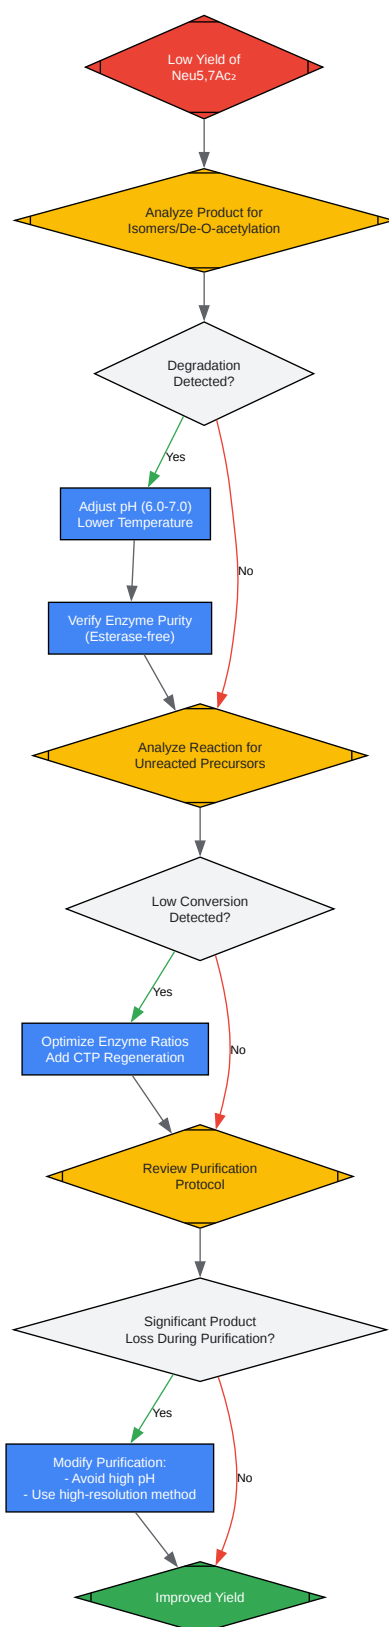 Low Yield of
Neu5,7Ac₂
Analyze Product for
Isomers/De-O-acetylation
Degradation
Detected?
Yes
Adjust pH (6.0-7.0)
Lower Temperature
No
Verify Enzyme Purity
(Esterase-free)
Analyze Reaction for
Unreacted Precursors
Low Conversion
Detected?
Yes
Optimize Enzyme Ratios
Add CTP Regeneration
No
Review Purification
Protocol
Significant Product
Loss During Purification?
Yes
Modify Purification:
- Avoid high pH
- Use high-resolution method
No
Improved Yield